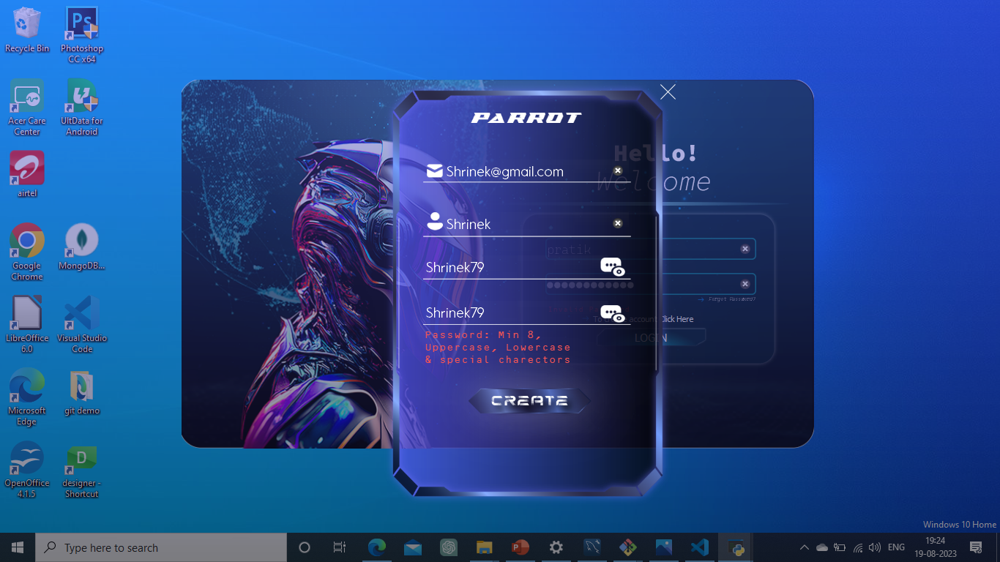 Recycle Bin
Photoshop
CC x64
Acer Care
Center
UltData for
Android
airtel
Google
Chrome
MongoDB...
LibreOffice
6.0
Visual Studio
Code
Microsoft
Edge
git demo
OpenOffice
4.1.5
designer -
Shortcut
Ps
D
PARROT
Shrinek@gmail.com
Shrinek
Shrinek79
Shrinek79
Password: Min 8,
Uppercase, Lowercase
& special charectors
CREATE
Hello!
Welcome
pratik
Forgot Password?
account Click Here
LOGIN
Windows 10 Home
Type here to search
ENG
19:24
19-08-2023